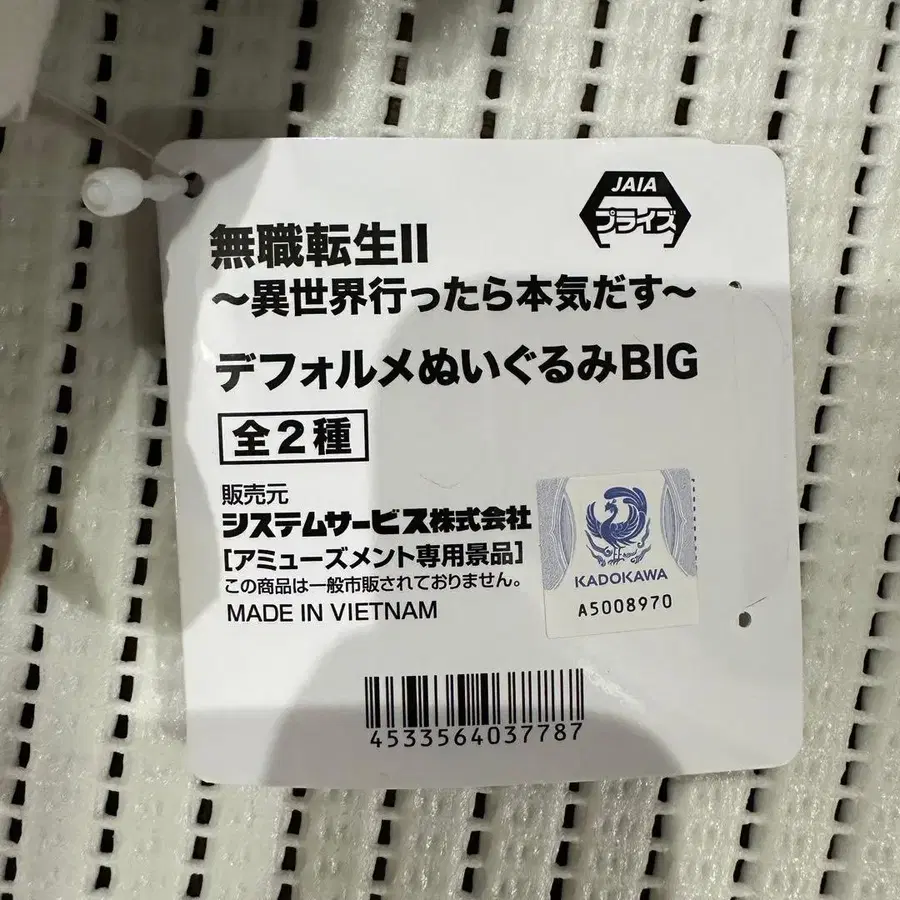 JAIA
プライズ
無職転生II
～異世界行ったら本気だす～
デフォルメぬいぐるみBIG
全2種
販売元
システムサービス株式会社
[アミューズメント専用景品]
この商品は一般市販されておりません。
MADE IN VIETNAM
KADOKAWA
A5008970
4533564037787